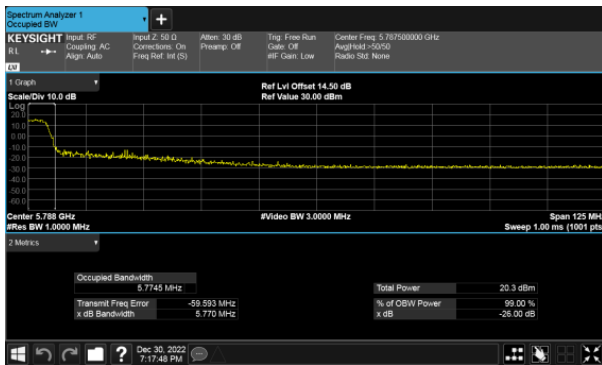 Spectrum Analyzer 1
Occupied BW
KEYSIGHT
R L
LXI
Input: RF
Coupling: AC
Align: Auto
Input Z: 50 Ω
Corrections: On
Freq Ref: Int (S)
Atten: 30 dB
Preamp: Off
Trig: Free Run
Gate: Off
#IF Gain: Low
Center Freq: 5.787500000 GHz
Avg|Hold >50/50
Radio Std: None
1 Graph
Scale/Div 10.0 dB
Ref Lvl Offset 14.50 dB
Ref Value 30.00 dBm
Log
20.0
10.0
0.00
-10.0
-20.0
-30.0
-40.0
-50.0
-60.0
Center 5.788 GHz
#Res BW 1.0000 MHz
#Video BW 3.0000 MHz
Span 125 MHz
Sweep 1.00 ms (1001 pts)
2 Metrics
Occupied Bandwidth
5.7745 MHz
Transmit Freq Error -59.593 MHz
x dB Bandwidth 5.770 MHz
Total Power 20.3 dBm
% of OBW Power 99.00 %
x dB -26.00 dB
?
Dec 30, 2022
7:17:48 PM